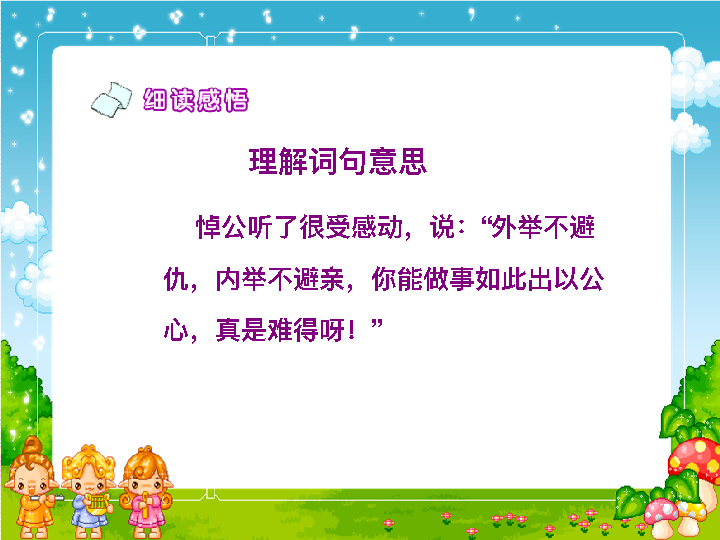 细读感悟
理解词句意思
悼公听了很受感动，说：“外举不避
仇，内举不避亲，你能做事如此出以公
心，真是难得呀！”